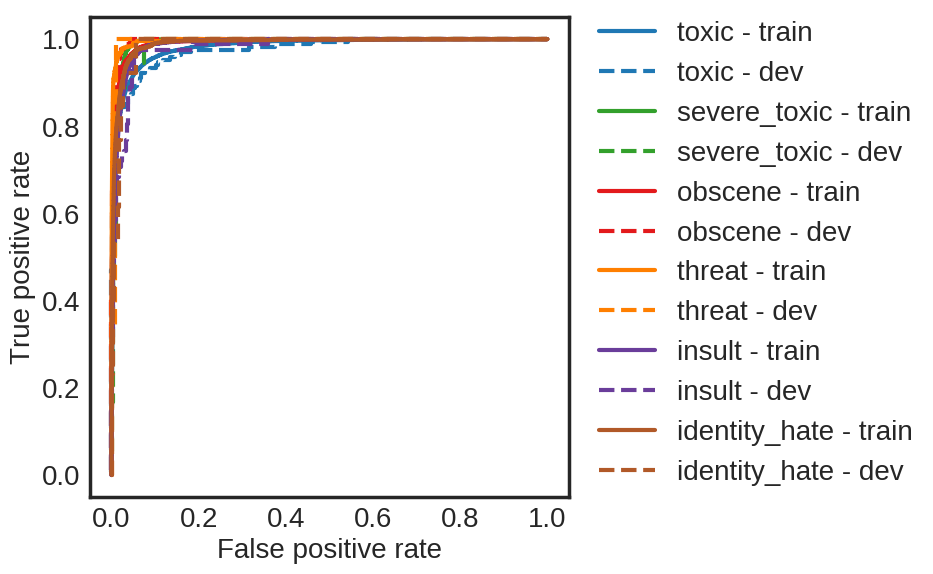 1.0
0.8
0.6
0.4
0.2
0.0
True positive rate
0.0 0.2 0.4 0.6 0.8 1.0
False positive rate
toxic - train
toxic - dev
severe_toxic - train
severe_toxic - dev
obscene - train
obscene - dev
threat - train
threat - dev
insult - train
insult - dev
identity_hate - train
identity_hate - dev